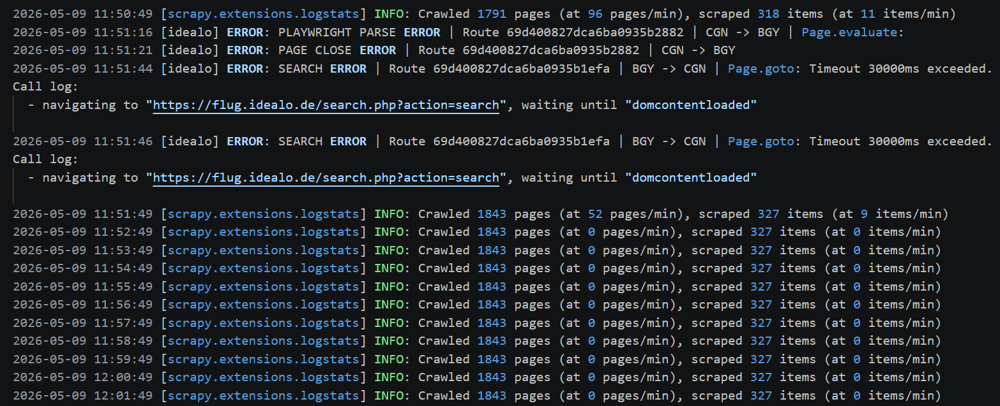 2026-05-09 11:50:49 [scrapy.extensions.logstats] INFO: Crawled 1791 pages (at 96 pages/min), scraped 318 items (at 11 items/min)
2026-05-09 11:51:16 [idealo] ERROR: PLAYWRIGHT PARSE ERROR | Route 69d400827dca6ba0935b2882 | CGN -> BGY | Page.evaluate:
2026-05-09 11:51:21 [idealo] ERROR: PAGE CLOSE ERROR | Route 69d400827dca6ba0935b2882 | CGN -> BGY
2026-05-09 11:51:44 [idealo] ERROR: SEARCH ERROR | Route 69d400827dca6ba0935b1efa | BGY -> CGN | Page.goto: Timeout 30000ms exceeded.
Call log:
  - navigating to "https://flug.idealo.de/search.php?action=search", waiting until "domcontentloaded"
2026-05-09 11:51:46 [idealo] ERROR: SEARCH ERROR | Route 69d400827dca6ba0935b1efa | BGY -> CGN | Page.goto: Timeout 30000ms exceeded.
Call log:
  - navigating to "https://flug.idealo.de/search.php?action=search", waiting until "domcontentloaded"
2026-05-09 11:51:49 [scrapy.extensions.logstats] INFO: Crawled 1843 pages (at 52 pages/min), scraped 327 items (at 9 items/min)
2026-05-09 11:52:49 [scrapy.extensions.logstats] INFO: Crawled 1843 pages (at 0 pages/min), scraped 327 items (at 0 items/min)
2026-05-09 11:53:49 [scrapy.extensions.logstats] INFO: Crawled 1843 pages (at 0 pages/min), scraped 327 items (at 0 items/min)
2026-05-09 11:54:49 [scrapy.extensions.logstats] INFO: Crawled 1843 pages (at 0 pages/min), scraped 327 items (at 0 items/min)
2026-05-09 11:55:49 [scrapy.extensions.logstats] INFO: Crawled 1843 pages (at 0 pages/min), scraped 327 items (at 0 items/min)
2026-05-09 11:56:49 [scrapy.extensions.logstats] INFO: Crawled 1843 pages (at 0 pages/min), scraped 327 items (at 0 items/min)
2026-05-09 11:57:49 [scrapy.extensions.logstats] INFO: Crawled 1843 pages (at 0 pages/min), scraped 327 items (at 0 items/min)
2026-05-09 11:58:49 [scrapy.extensions.logstats] INFO: Crawled 1843 pages (at 0 pages/min), scraped 327 items (at 0 items/min)
2026-05-09 11:59:49 [scrapy.extensions.logstats] INFO: Crawled 1843 pages (at 0 pages/min), scraped 327 items (at 0 items/min)
2026-05-09 12:00:49 [scrapy.extensions.logstats] INFO: Crawled 1843 pages (at 0 pages/min), scraped 327 items (at 0 items/min)
2026-05-09 12:01:49 [scrapy.extensions.logstats] INFO: Crawled 1843 pages (at 0 pages/min), scraped 327 items (at 0 items/min)